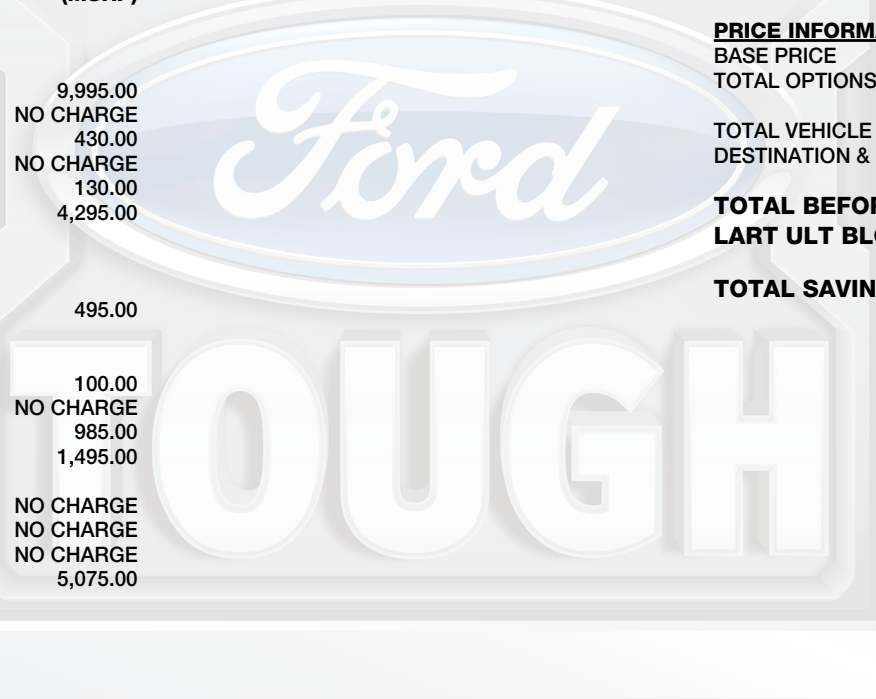 9,995.00
NO CHARGE
430.00
NO CHARGE
130.00
4,295.00
495.00
100.00
NO CHARGE
985.00
1,495.00
NO CHARGE
NO CHARGE
NO CHARGE
5,075.00
PRICE INFORM
BASE PRICE
TOTAL OPTIONS
TOTAL VEHICLE
DESTINATION &
TOTAL BEFOR
LART ULT BL
TOTAL SAVIN
Ford
TOUGH